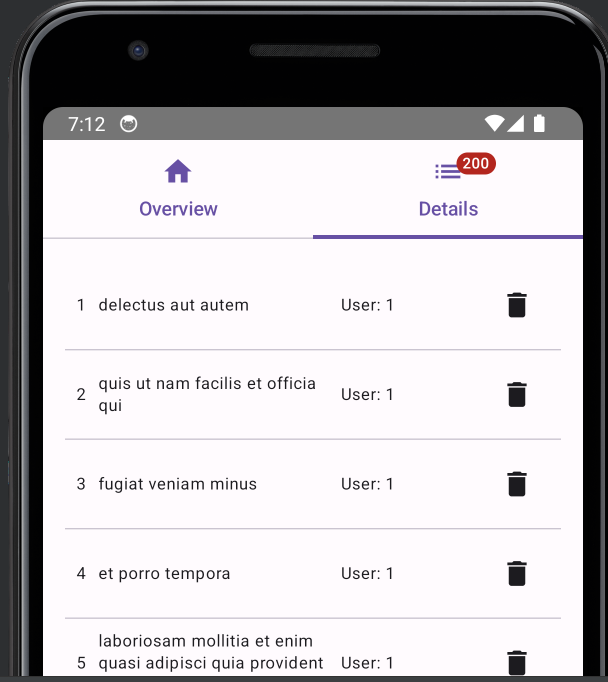 7:12
200
Overview
Details
1 delectus aut autem User: 1
2 quis ut nam facilis et officia
qui User: 1
3 fugiat veniam minus User: 1
4 et porro tempora User: 1
laboriosam mollitia et enim
5 quasi adipisci quia provident User: 1